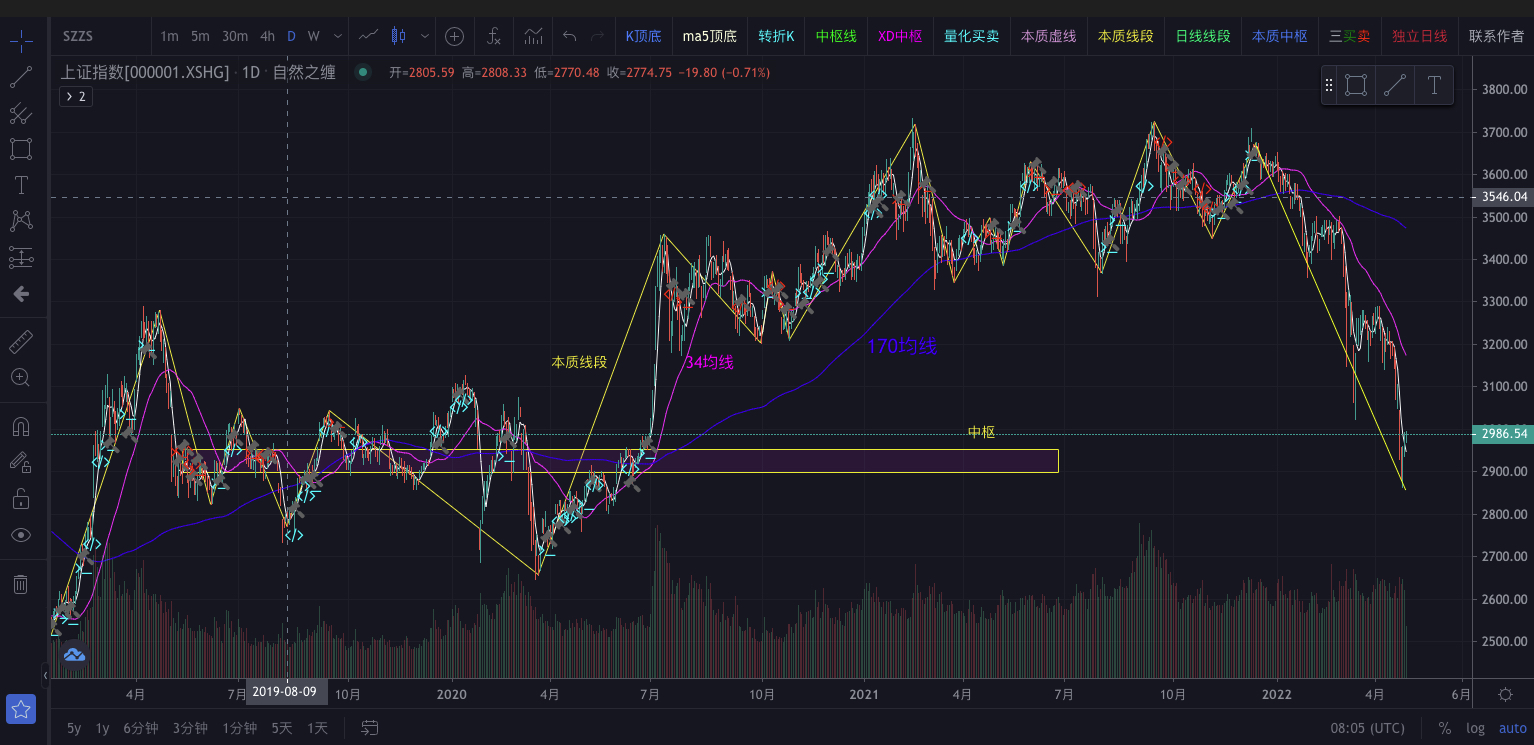 SZZS 1m 5m 30m 4h D W K顶底 ma5顶底 转折K 中枢线 XD中枢 量化买卖 本质虚线 本质线段 日线线段 本质中枢 三买卖 独立日线 联系作者
上证指数[000001.XSHG] · 1D · 自然之缠 开=2805.59 高=2808.33 低=2770.48 收=2774.75 −19.80 (−0.71%)
> 2
3800.00
3700.00
3600.00
3546.04
3500.00
3400.00
3300.00
3200.00
3100.00
2986.54
2900.00
2800.00
2700.00
2600.00
2500.00
170均线
本质线段
34均线
中枢
4月 7月 2019-08-09 10月 2020 4月 7月 10月 2021 4月 7月 10月 2022 4月 6月
5y 1y 6分钟 3分钟 1分钟 5天 1天 08:05 (UTC) % log auto